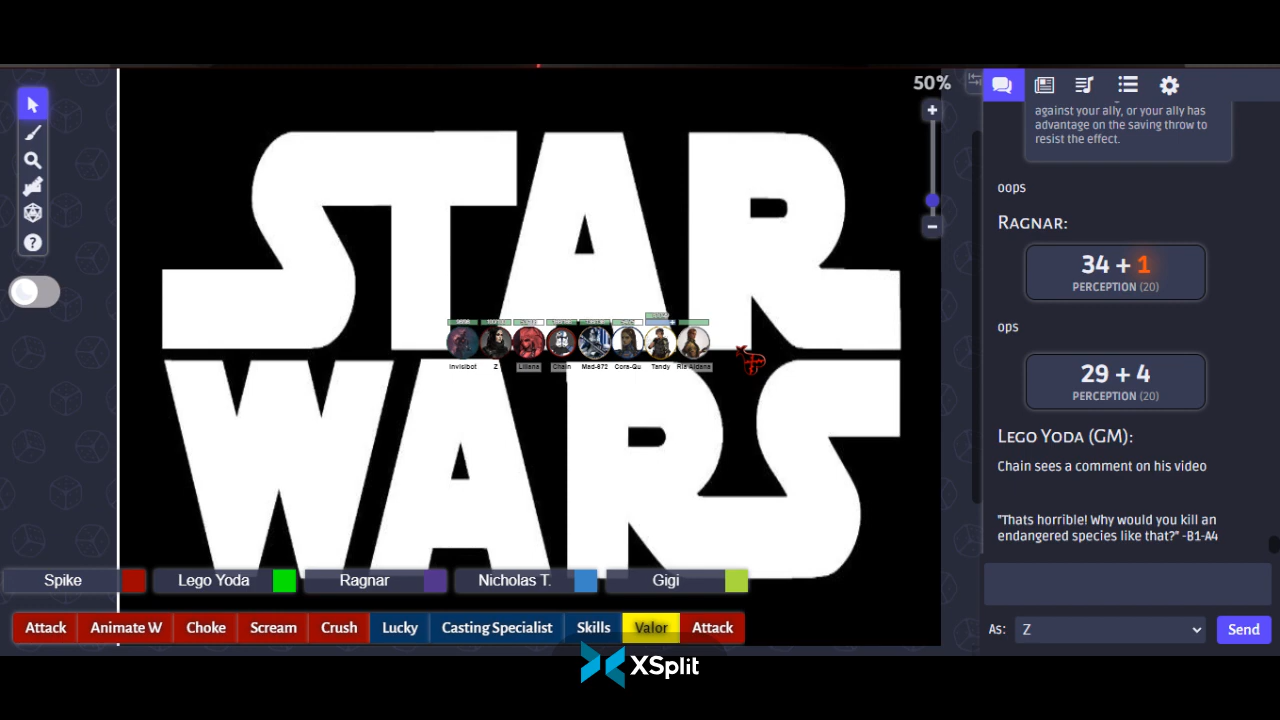 50%
against your ally, or your ally has
advantage on the saving throw to
resist the effect.
oops
Ragnar:
34 + 1
PERCEPTION (20)
ops
29 + 4
PERCEPTION (20)
Lego Yoda (GM):
Chain sees a comment on his video
"Thats horrible! Why would you kill an
endangered species like that?" -B1-A4
As: Z Send
STAR
WARS
Invisibot Z Liliana Chain Mad-672 Cora-Qu Tandy Ria Aldana
Spike Lego Yoda Ragnar Nicholas T. Gigi
Attack Animate W Choke Scream Crush Lucky Casting Specialist Skills Valor Attack
XSplit